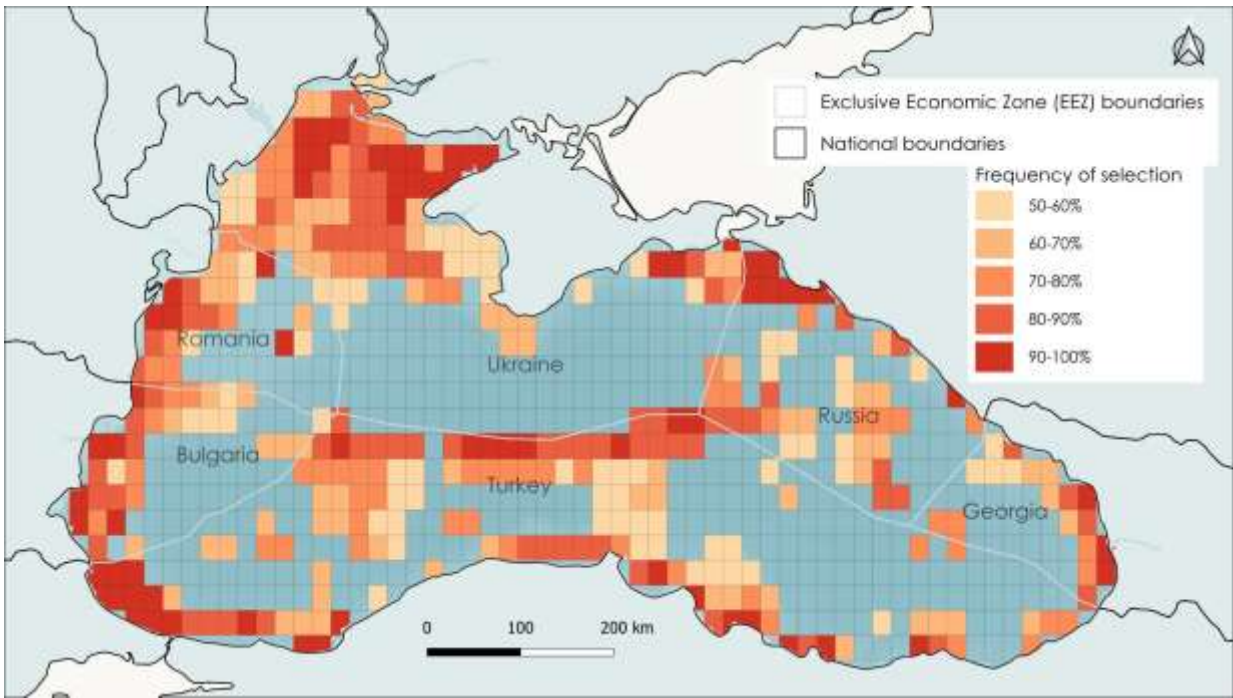 Exclusive Economic Zone (EEZ) boundaries
National boundaries
Frequency of selection
50-60%
60-70%
70-80%
80-90%
90-100%
Romania
Ukraine
Russia
Bulgaria
Turkey
Georgia
0 100 200 km